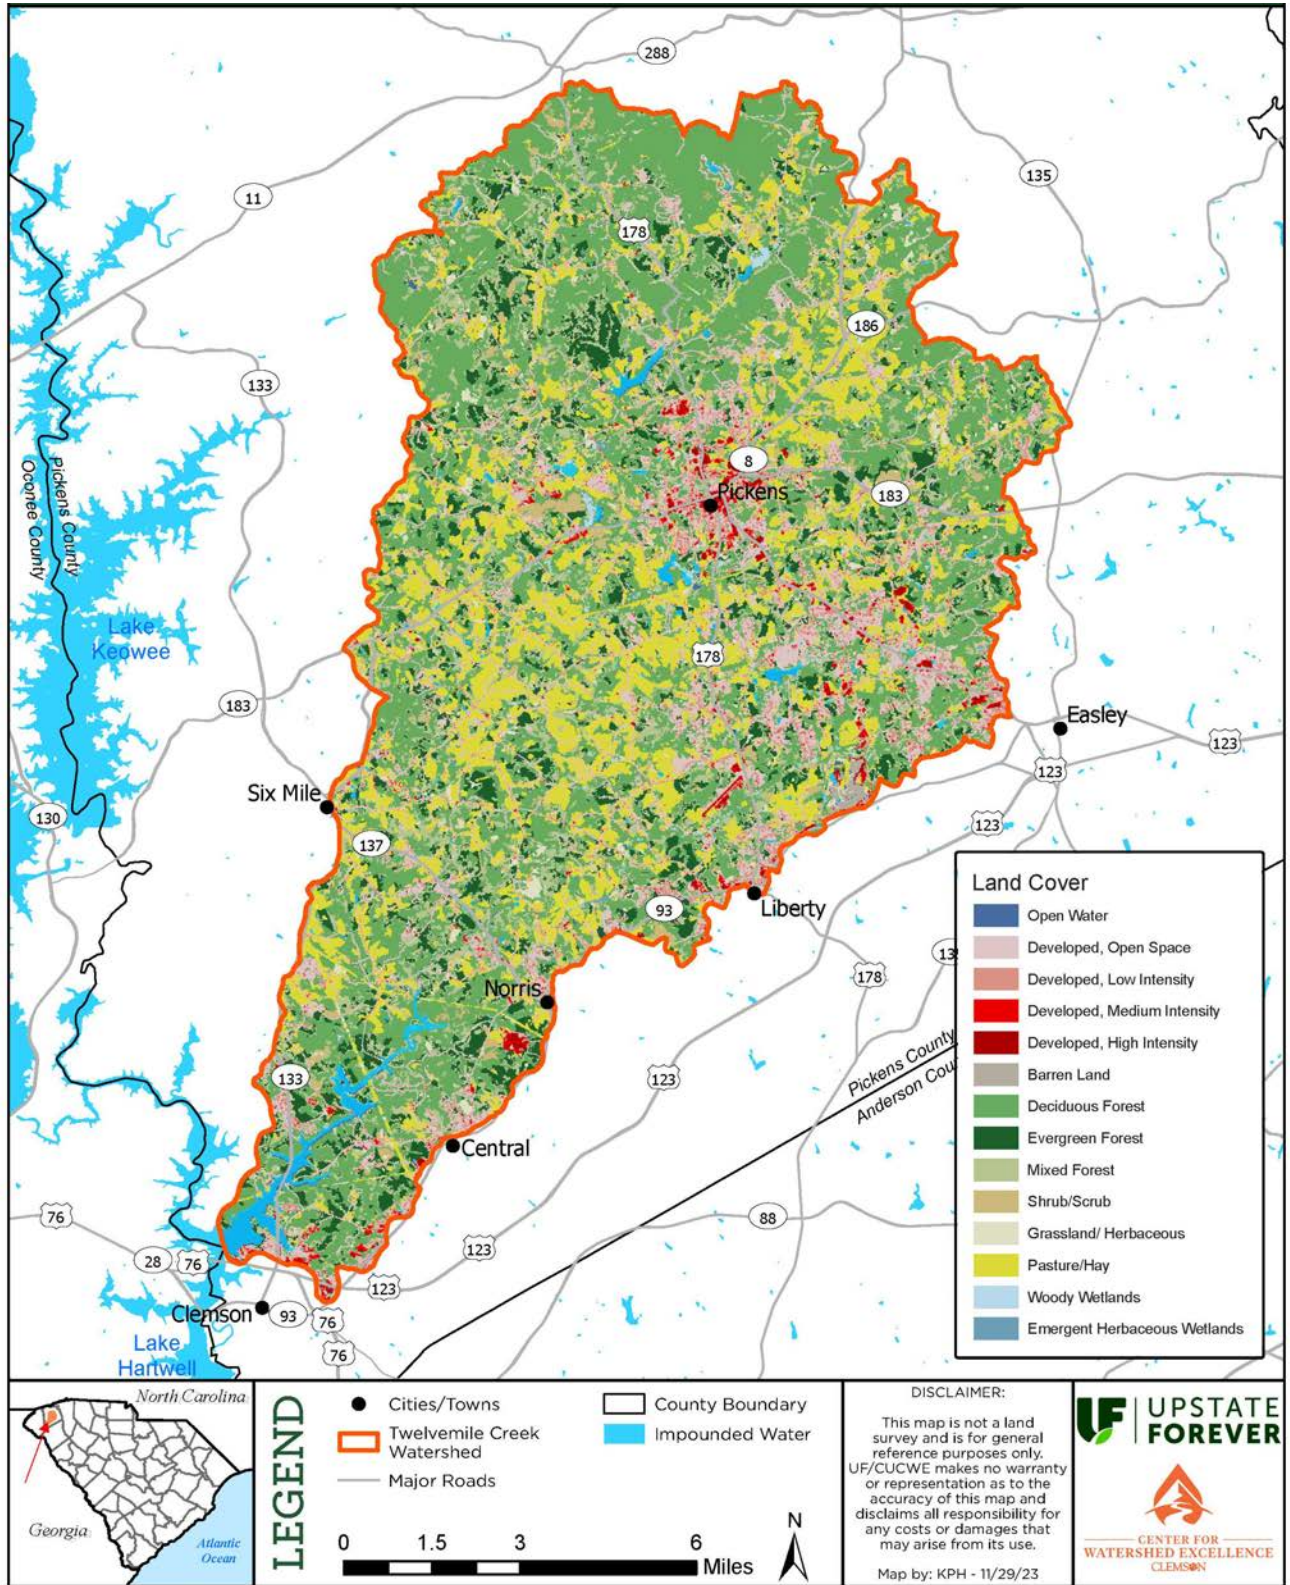 288
11
135
178
186
133
8
Pickens
183
Pickens County
Oconee County
Lake
Keowee
178
183
Easley
123
123
Six Mile
130
123
137
Liberty
93
178
Norris
133
123
Pickens County
Anderson Cou
Central
76
88
28
76
123
123
Clemson
93
76
76
Lake
Hartwell
Land Cover
Open Water
Developed, Open Space
Developed, Low Intensity
Developed, Medium Intensity
Developed, High Intensity
Barren Land
Deciduous Forest
Evergreen Forest
Mixed Forest
Shrub/Scrub
Grassland/ Herbaceous
Pasture/Hay
Woody Wetlands
Emergent Herbaceous Wetlands
North Carolina
Georgia
Atlantic
Ocean
LEGEND
Cities/Towns
Twelvemile Creek
Watershed
Major Roads
County Boundary
Impounded Water
0 1.5 3 6
Miles
N
DISCLAIMER:
This map is not a land
survey and is for general
reference purposes only.
UF/CUCWE makes no warranty
or representation as to the
accuracy of this map and
disclaims all responsibility for
any costs or damages that
may arise from its use.
Map by: KPH - 11/29/23
UF UPSTATE
FOREVER
CENTER FOR
WATERSHED EXCELLENCE
CLEMSON